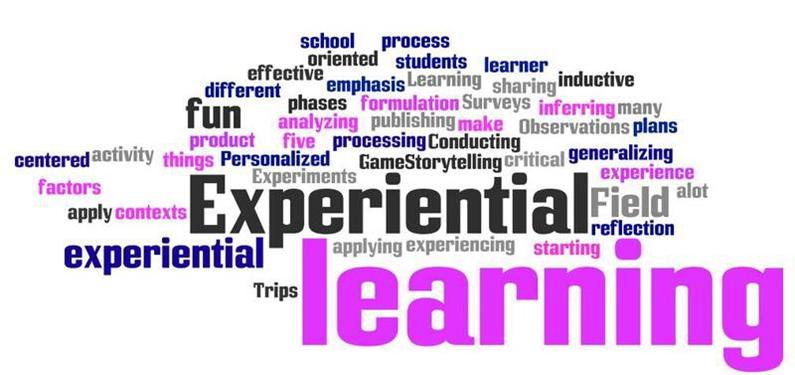 school process
oriented students learner
effective emphasis Learning sharing inductive
different phases formulation Surveys inferring many
fun analyzing publishing make Observations plans
product five processing Conducting
centered activity things Personalized GameStorytelling critical generalizing
factors Experiments experience
apply contexts Experiential Field alot
reflection
experiential applying experiencing starting
Trips learning